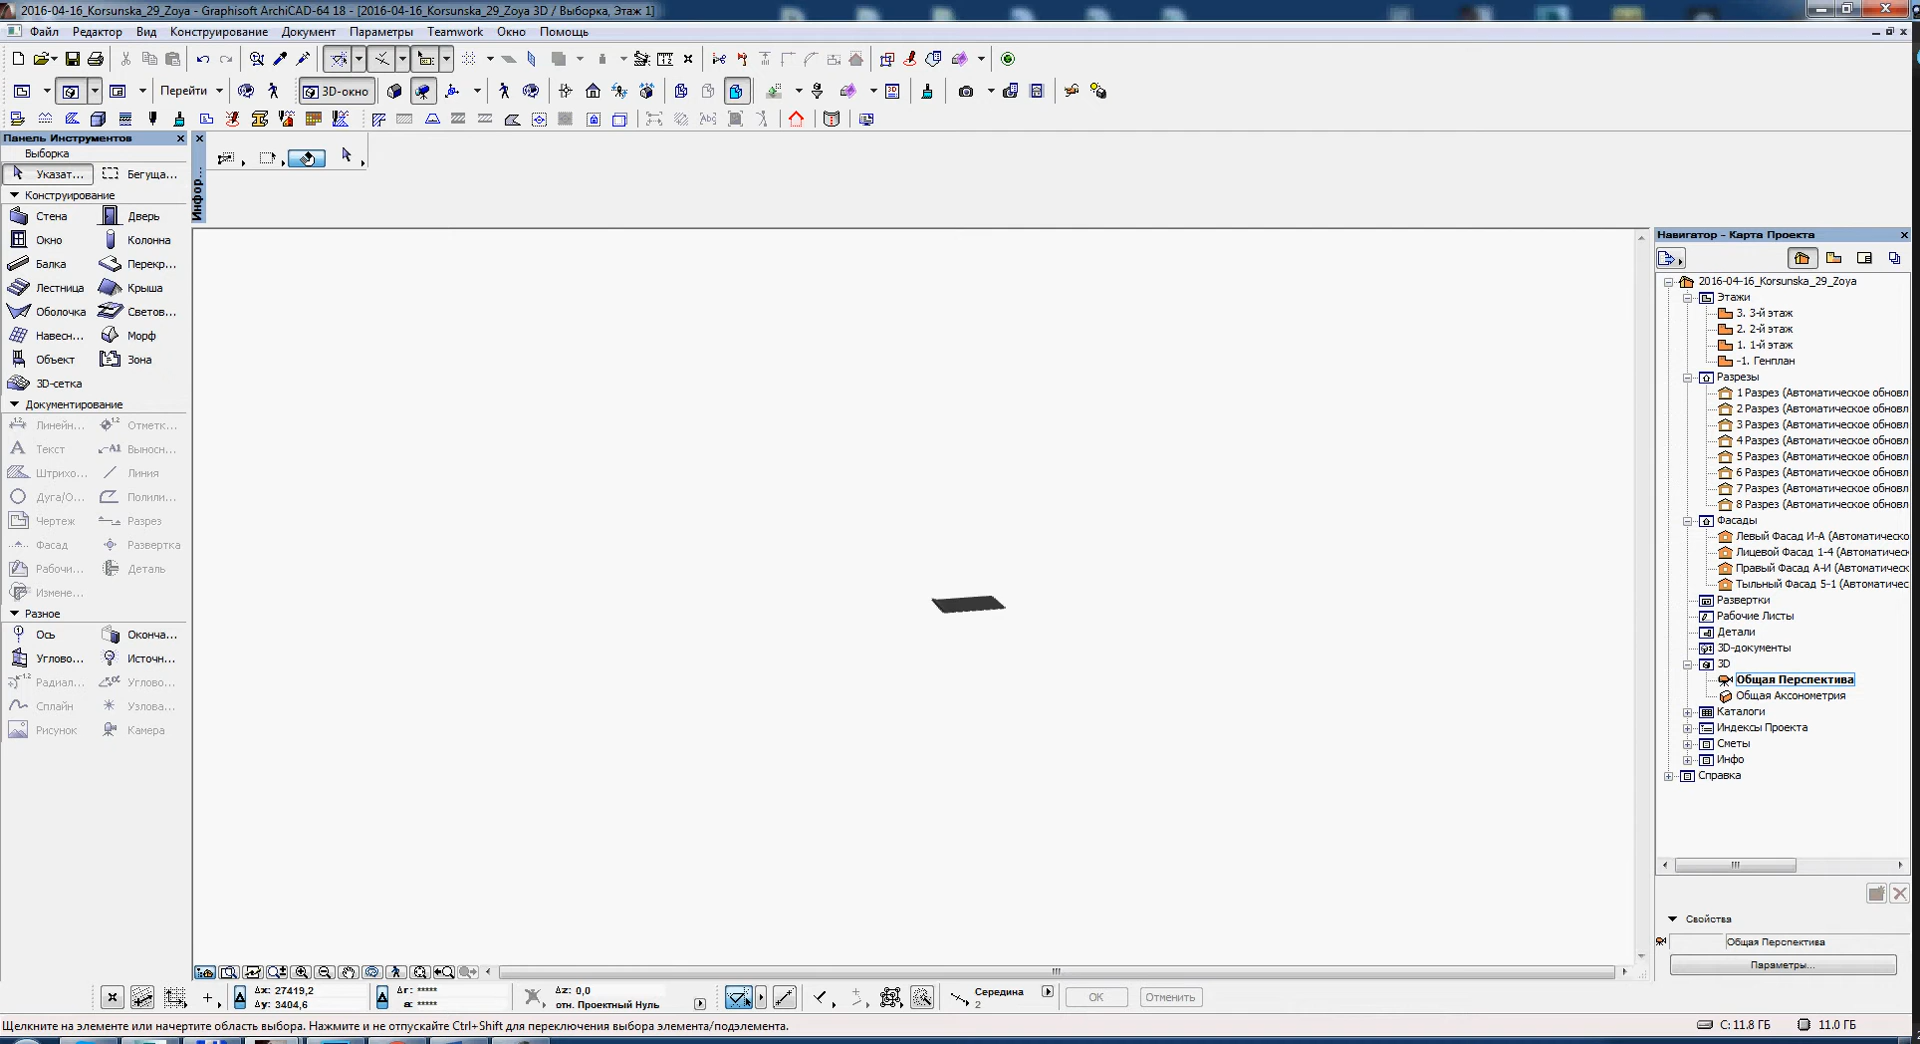 2016-04-16_Korsunska_29_Zoya - Graphisoft ArchiCAD-64 18 - [2016-04-16_Korsunska_29_Zoya 3D / Выборка, Этаж 1]
Файл Редактор Вид Конструирование Документ Параметры Teamwork Окно Помощь
Перейти 3D-окно
Панель Инструментов
Выборка
Указат... Бегуща...
Конструирование
Стена Дверь
Окно Колонна
Балка Перекр...
Лестница Крыша
Оболочка Светов...
Навесн... Морф
Объект Зона
3D-сетка
Документирование
Линейн... Отметк...
Текст Выносн...
Штрихо... Линия
Дуга/О... Полили...
Чертеж Разрез
Фасад Развертка
Рабочи... Деталь
Измене...
Разное
Ось Оконча...
Углово... Источн...
Радиал... Углово...
Сплайн Узлова...
Рисунок Камера
Инфор...
Навигатор - Карта Проекта
2016-04-16_Korsunska_29_Zoya
Этажи
3. 3-й этаж
2. 2-й этаж
1. 1-й этаж
-1. Генплан
Разрезы
1 Разрез (Автоматическое обновл
2 Разрез (Автоматическое обновл
3 Разрез (Автоматическое обновл
4 Разрез (Автоматическое обновл
5 Разрез (Автоматическое обновл
6 Разрез (Автоматическое обновл
7 Разрез (Автоматическое обновл
8 Разрез (Автоматическое обновл
Фасады
Левый Фасад И-А (Автоматическо
Лицевой Фасад 1-4 (Автоматичес
Правый Фасад А-И (Автоматическ
Тыльный Фасад 5-1 (Автоматичес
Развертки
Рабочие Листы
Детали
3D-документы
3D
Общая Перспектива
Общая Аксонометрия
Каталоги
Индексы Проекта
Сметы
Инфо
Справка
Свойства
Общая Перспектива
Параметры...
Δx: 27419,2
Δy: 3404,6
Δr: *****
a: *****
Δz: 0,0
отн. Проектный Нуль
Середина
2
OK Отменить
Щелкните на элементе или начертите область выбора. Нажмите и не отпускайте Ctrl+Shift для переключения выбора элемента/подэлемента.
C: 11.8 ГБ 11.0 ГБ